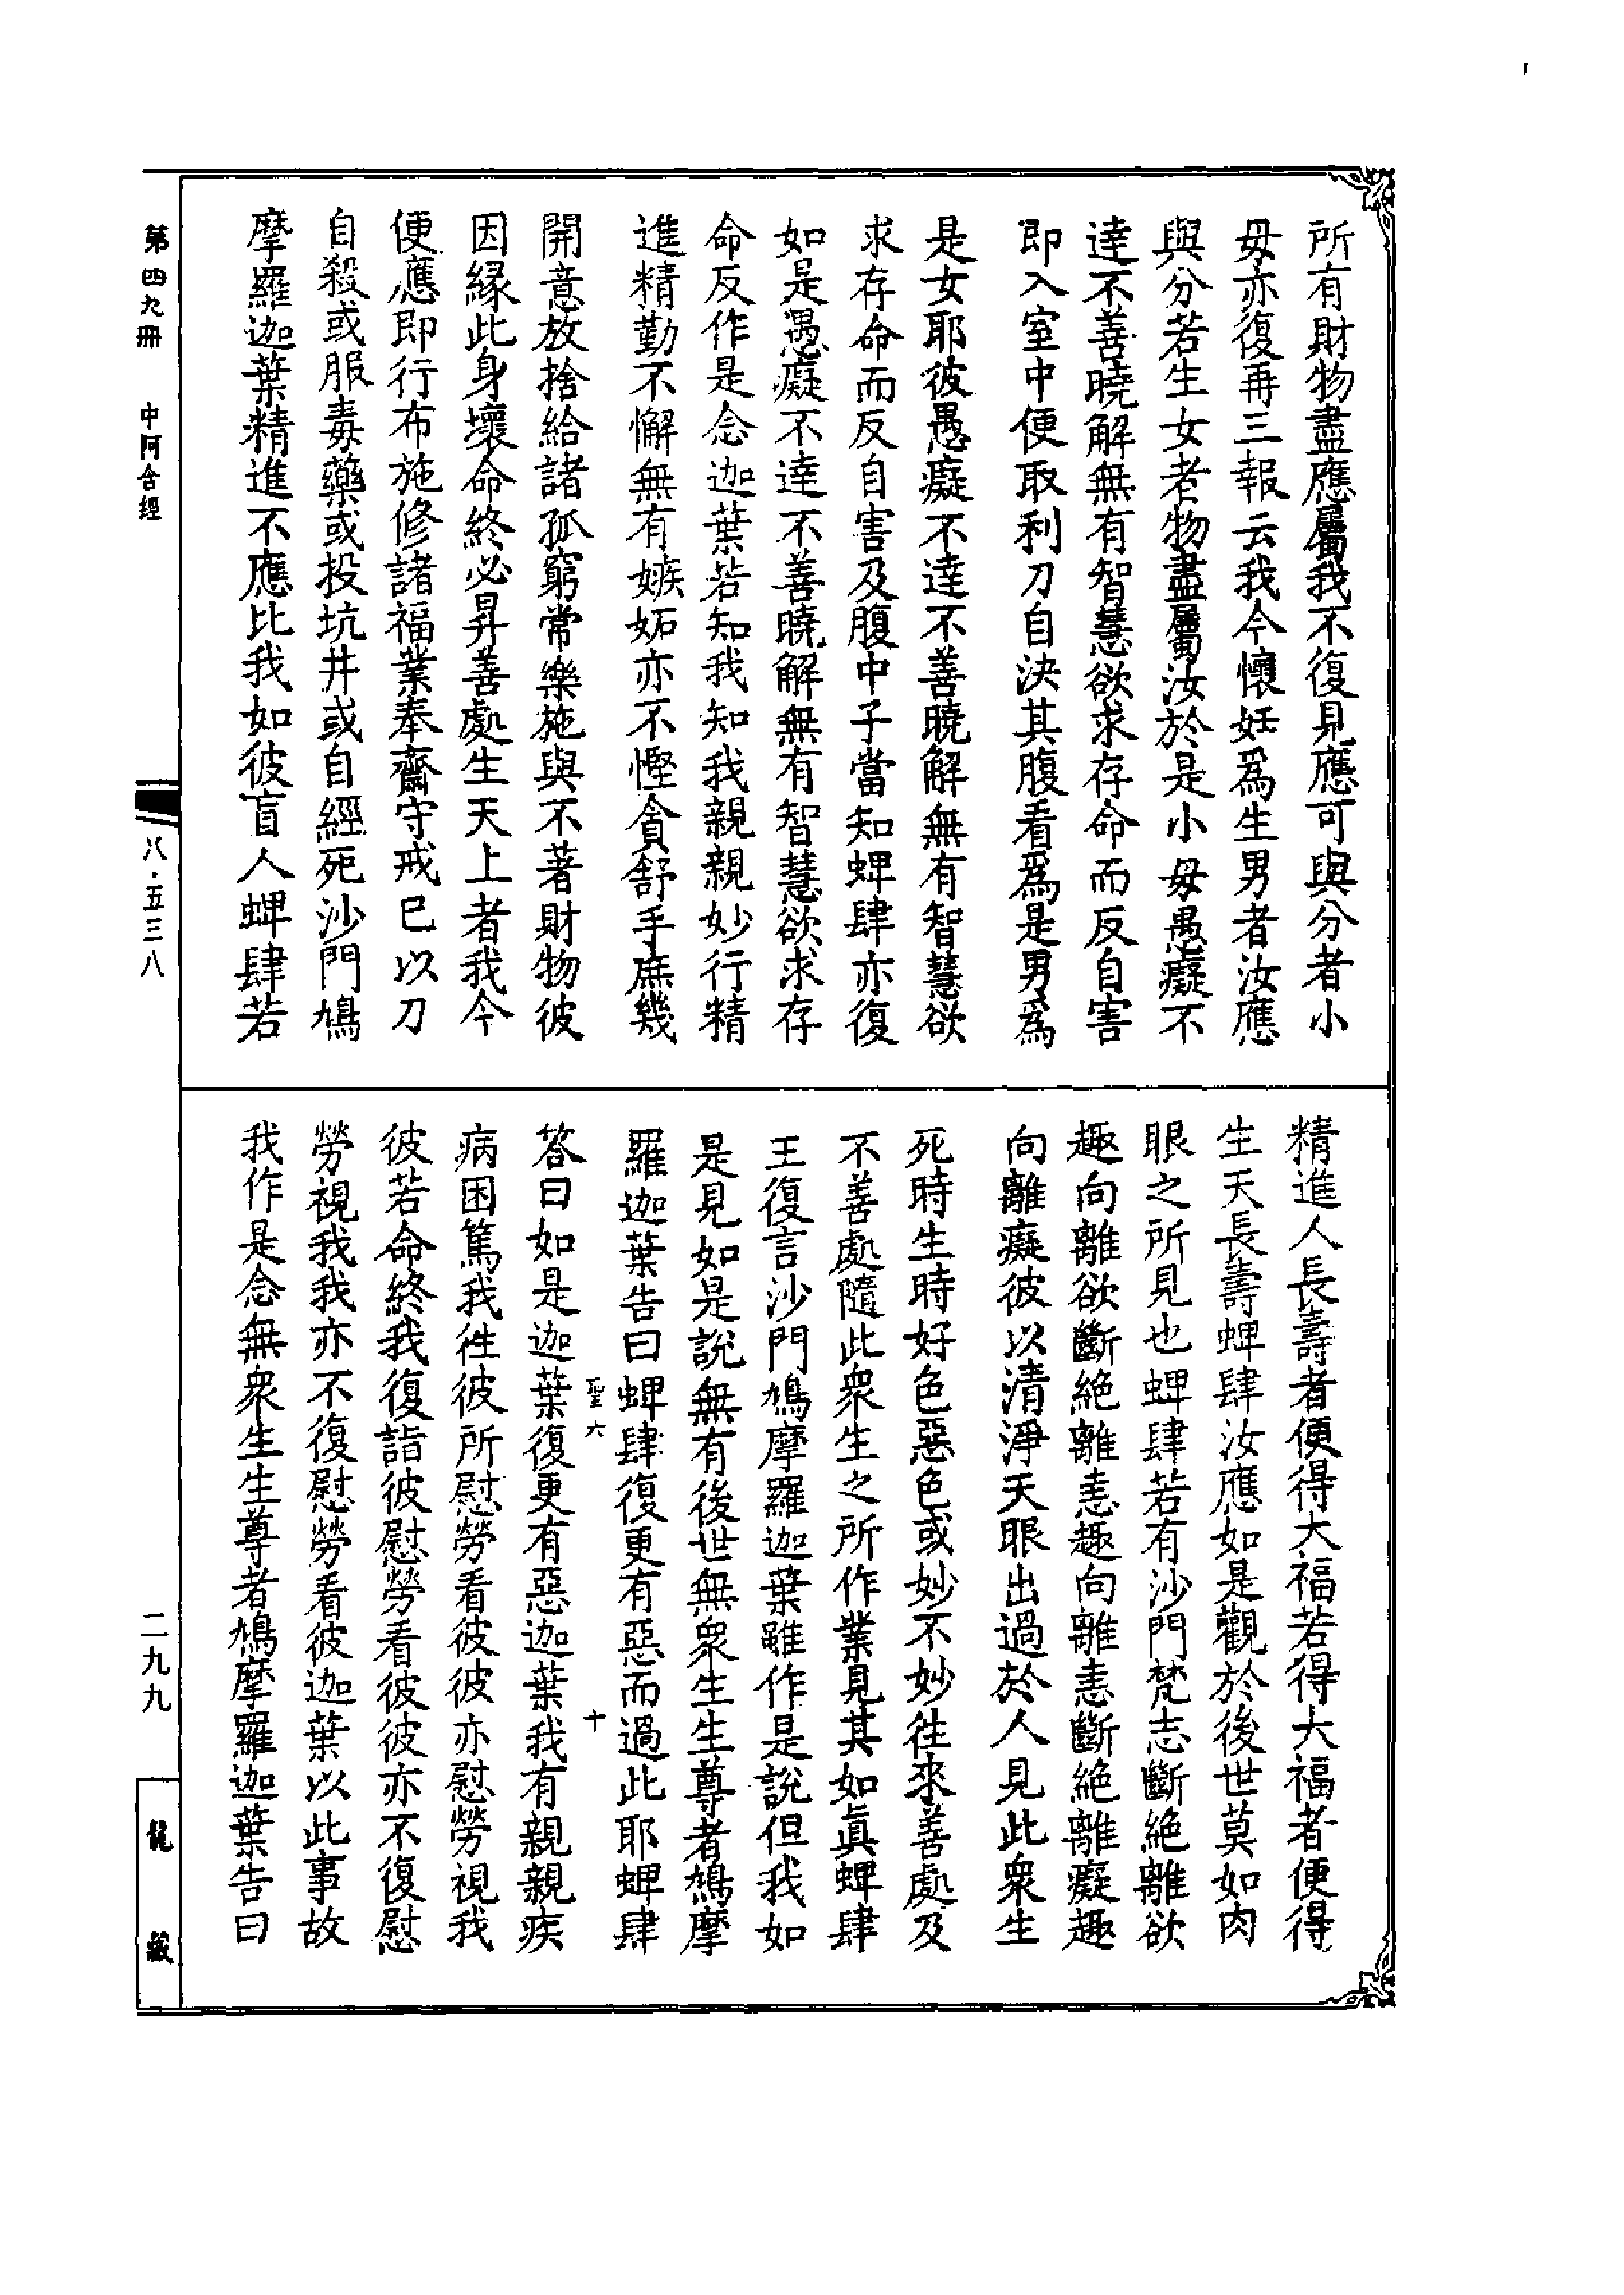 所有財物盡應屬我不復見應可與分者小
毋亦復再三報云我今懷妊爲生男者汝應
與分若生女者物盡屬汝於是小毋愚癡不
達不善曉解無有智慧欲求存命而反自害
即入室中便取利刀自決其腹看爲是男爲
是女耶彼愚癡不達不善曉解無有智慧欲
求存命而反自害及腹中子當知蜱肆亦復
如是愚癡不達不善曉解無有智慧欲求存
命反作是念迦葉若知我知我親親妙行精
進精勤不懈無有嫉妬亦不慳貪舒手庶幾
開意放捨給諸孤窮常樂施與不著財物彼
因縁此身壞命終必昇善處生天上者我今
便應即行布施修諸福業奉齋守戒已以刀
自殺或服毒藥或投坑井或自經死沙門鳩
摩羅迦葉精進不應比我如彼盲人蜱肆若
精進人長壽者便得大福若得大福者便得
生天長壽蜱肆汝應如是觀於後世莫如肉
眼之所見也蜱肆若有沙門梵志斷絶離欲
趣向離欲斷絶離恚趣向離恚斷絶離癡趣
向離癡彼以清淨天眼出過於人見此衆生
死時生時好色惡色或妙不妙徃來善處及
不善處隨此衆生之所作業見其如眞蜱肆
王復言沙門鳩摩羅迦葉雖作是說但我如
是見如是說無有後世無衆生生尊者鳩摩
羅迦葉告曰蜱肆復更有惡而過此耶蜱肆
聖六
十
答曰如是迦葉復更有惡迦葉我有親親疾
病困篤我徃彼所慰勞看彼彼亦慰勞視我
彼若命終我復詣彼慰勞看彼彼亦不復慰
勞視我我亦不復慰勞看彼迦葉以此事故
我作是念無衆生生尊者鳩摩羅迦葉告曰
第四九冊
中阿含經
八·五三八
二九九
龍藏